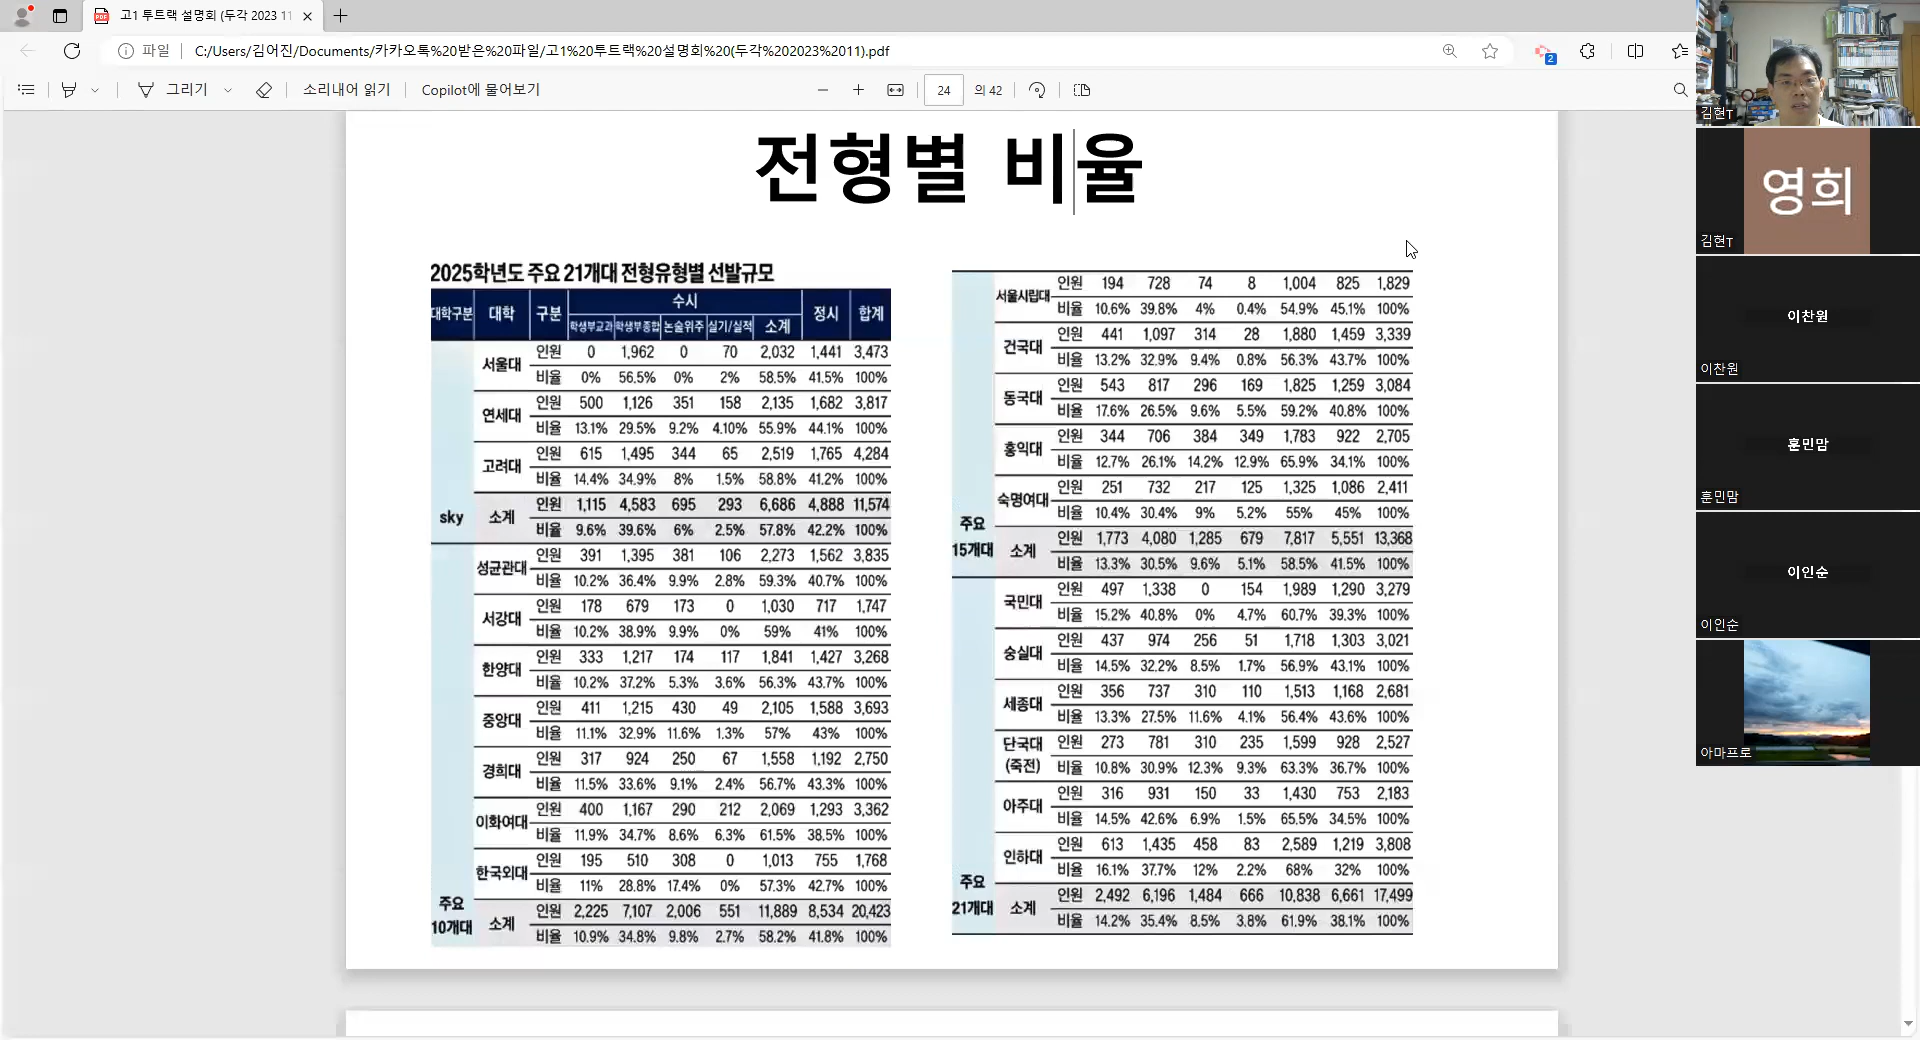 고1 투트랙 설명회 (두각 2023 11
파일
C:/Users/김어진/Documents/카카오톡%20받은%20파일/고1%20투트랙%20설명회%20(두각%202023%2011).pdf
2
그리기
소리내어 읽기
Copilot에 물어보기
24 의 42
전형별 비율
2025학년도 주요 21개대 전형유형별 선발규모
대학구분 대학 구분 수시 정시 합계
학생부교과 학생부종합 논술위주 실기/실적 소계
서울대 인원 0 1,962 0 70 2,032 1,441 3,473
비율 0% 56.5% 0% 2% 58.5% 41.5% 100%
연세대 인원 500 1,126 351 158 2,135 1,682 3,817
비율 13.1% 29.5% 9.2% 4.10% 55.9% 44.1% 100%
고려대 인원 615 1,495 344 65 2,519 1,765 4,284
비율 14.4% 34.9% 8% 1.5% 58.8% 41.2% 100%
sky 소계 인원 1,115 4,583 695 293 6,686 4,888 11,574
비율 9.6% 39.6% 6% 2.5% 57.8% 42.2% 100%
성균관대 인원 391 1,395 381 106 2,273 1,562 3,835
비율 10.2% 36.4% 9.9% 2.8% 59.3% 40.7% 100%
서강대 인원 178 679 173 0 1,030 717 1,747
비율 10.2% 38.9% 9.9% 0% 59% 41% 100%
한양대 인원 333 1,217 174 117 1,841 1,427 3,268
비율 10.2% 37.2% 5.3% 3.6% 56.3% 43.7% 100%
중앙대 인원 411 1,215 430 49 2,105 1,588 3,693
비율 11.1% 32.9% 11.6% 1.3% 57% 43% 100%
경희대 인원 317 924 250 67 1,558 1,192 2,750
비율 11.5% 33.6% 9.1% 2.4% 56.7% 43.3% 100%
이화여대 인원 400 1,167 290 212 2,069 1,293 3,362
비율 11.9% 34.7% 8.6% 6.3% 61.5% 38.5% 100%
한국외대 인원 195 510 308 0 1,013 755 1,768
비율 11% 28.8% 17.4% 0% 57.3% 42.7% 100%
주요 10개대 소계 인원 2,225 7,107 2,006 551 11,889 8,534 20,423
비율 10.9% 34.8% 9.8% 2.7% 58.2% 41.8% 100%
서울시립대 인원 194 728 74 8 1,004 825 1,829
비율 10.6% 39.8% 4% 0.4% 54.9% 45.1% 100%
건국대 인원 441 1,097 314 28 1,880 1,459 3,339
비율 13.2% 32.9% 9.4% 0.8% 56.3% 43.7% 100%
동국대 인원 543 817 296 169 1,825 1,259 3,084
비율 17.6% 26.5% 9.6% 5.5% 59.2% 40.8% 100%
홍익대 인원 344 706 384 349 1,783 922 2,705
비율 12.7% 26.1% 14.2% 12.9% 65.9% 34.1% 100%
숙명여대 인원 251 732 217 125 1,325 1,086 2,411
비율 10.4% 30.4% 9% 5.2% 55% 45% 100%
주요 15개대 소계 인원 1,773 4,080 1,285 679 7,817 5,551 13,368
비율 13.3% 30.5% 9.6% 5.1% 58.5% 41.5% 100%
국민대 인원 497 1,338 0 154 1,989 1,290 3,279
비율 15.2% 40.8% 0% 4.7% 60.7% 39.3% 100%
숭실대 인원 437 974 256 51 1,718 1,303 3,021
비율 14.5% 32.2% 8.5% 1.7% 56.9% 43.1% 100%
세종대 인원 356 737 310 110 1,513 1,168 2,681
비율 13.3% 27.5% 11.6% 4.1% 56.4% 43.6% 100%
단국대 (죽전) 인원 273 781 310 235 1,599 928 2,527
비율 10.8% 30.9% 12.3% 9.3% 63.3% 36.7% 100%
아주대 인원 316 931 150 33 1,430 753 2,183
비율 14.5% 42.6% 6.9% 1.5% 65.5% 34.5% 100%
인하대 인원 613 1,435 458 83 2,589 1,219 3,808
비율 16.1% 37.7% 12% 2.2% 68% 32% 100%
주요 21개대 소계 인원 2,492 6,196 1,484 666 10,838 6,661 17,499
비율 14.2% 35.4% 8.5% 3.8% 61.9% 38.1% 100%
김현T
영희
김현T
이찬원
이찬원
훈민맘
훈민맘
이인순
이인순
아마프로